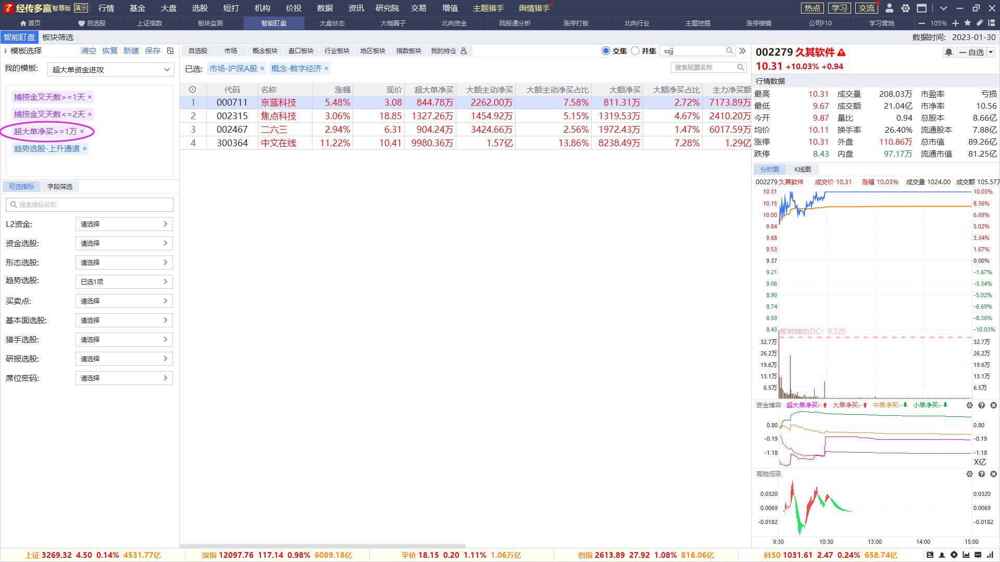 经传多赢 智尊版 演示 行情 基金 大盘 选股 短打 机构 价投 数据 资讯 研究院 交易 增值 主题猎手 舆情猎手 热点 学习 交流
首页 自选股 上证指数 板块监测 智能盯盘 大盘状态 大咖圈子 北向资金 陆股通分析 涨停打板 北向行业 主题挖掘 涨停棱镜 公司F10 学习营地 105%
智能盯盘 板块筛选 数据时间: 2023-01-30
模板选择 清空 恢复 新建 保存
我的模板: 超大单资金进攻
捕捞金叉天数>=1天 ×
捕捞金叉天数<=2天 ×
超大单净买>=1万 ×
趋势选股-上升通道 ×
可选指标 字段筛选
搜索指标名称
L2资金: 请选择
资金选股: 请选择
形态选股: 请选择
趋势选股: 已选1项
买卖点: 请选择
基本面选股: 请选择
猎手选股: 请选择
研报选股: 请选择
席位密码: 请选择
自选股 市场 概念板块 盘口板块 行业板块 地区板块 指数板块 我的持仓 交集 并集 szjj
已选: 市场-沪深A股 × 概念-数字经济 × 搜索股票名称
代码 名称 涨幅 现价 超大单净买 大额主动净买 大额主动净买占比 大额净买 大额净买占比 主力净买额
1 000711 京蓝科技 5.48% 3.08 844.78万 2262.00万 7.58% 811.31万 2.72% 7173.89万
2 002315 焦点科技 3.06% 18.85 1327.26万 1454.92万 5.15% 1319.53万 4.67% 2410.20万
3 002467 二六三 2.94% 6.31 904.24万 3424.66万 2.56% 1972.43万 1.47% 6017.59万
4 300364 中文在线 11.22% 10.41 9980.36万 1.57亿 13.86% 8238.49万 7.28% 1.29亿
002279 久其软件 自选
10.31 +10.03% +0.94
行情数据
最高 10.31 成交量 208.03万 市盈率 亏损
最低 9.67 成交额 21.04亿 市净率 10.56
今开 9.87 量比 0.94 总股本 8.66亿
均价 10.11 换手率 26.40% 流通股本 7.88亿
涨停 10.31 外盘 110.86万 总市值 89.26亿
跌停 8.43 内盘 97.17万 流通市值 81.25亿
分时图 K线图
002279 久其软件 成交价 10.31 涨幅 10.03% 成交量 1024.00 成交额 105.57万
10.31 10.03%
10.15 8.36%
10.00 6.69%
9.84 5.02%
9.68 3.34%
9.53 1.67%
9.37 0.00%
9.21 -1.67%
9.06 -3.34%
8.90 -5.02%
8.74 -6.69%
8.59 -8.36%
8.43 智能辅助DC: 8.325 -10.03%
32.7万 32.7万
26.2万 26.2万
19.6万 19.6万
13.1万 13.1万
6.5万 6.5万
资金博弈 超大单净买:- 大单净买:- 中单净买:- 小单净买:-
0.80 0.80
-0.19 -0.19
-1.18 -1.18
X亿
高抛低吸
0.0320 0.0320
0.0069 0.0069
-0.0182 -0.0182
9:30 10:30 13:00 14:00 15:00
上证 3269.32 4.50 0.14% 4531.77亿 深指 12097.76 117.14 0.98% 6089.18亿 平价 18.15 0.20 1.11% 1.06万亿 创指 2613.89 27.92 1.08% 816.06亿 科50 1031.61 2.47 0.24% 658.74亿